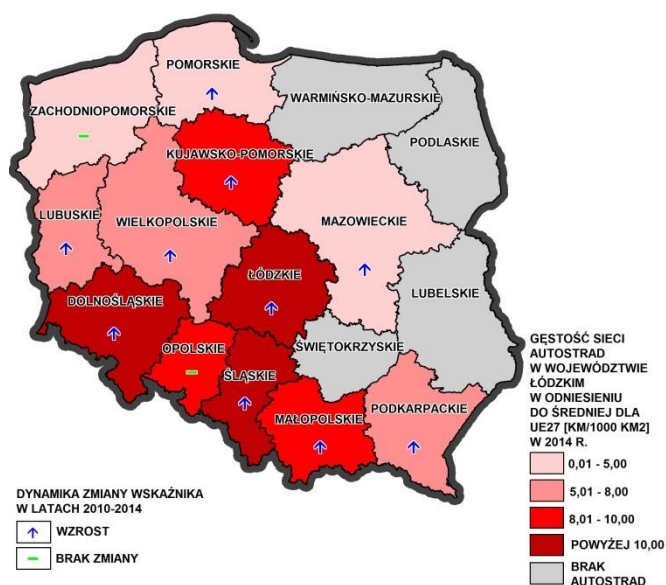 POMORSKIE
WARMIŃSKO-MAZURSKIE
ZACHODNIOPOMORSKIE
PODLASKIE
KUJAWSKO-POMORSKIE
LUBUSKIE
WIELKOPOLSKIE
MAZOWIECKIE
ŁÓDZKIE
LUBELSKIE
DOLNOŚLĄSKIE
OPOLSKIE
ŚWIĘTOKRZYSKIE
ŚLĄSKIE
MAŁOPOLSKIE
PODKARPACKIE
GĘSTOŚĆ SIECI
AUTOSTRAD
W WOJEWÓDZTWIE
ŁÓDZKIM
W ODNIESIENIU
DO ŚREDNIEJ DLA
UE27 [KM/1000 KM2]
W 2014 R.
0,01 - 5,00
5,01 - 8,00
8,01 - 10,00
POWYŻEJ 10,00
BRAK
AUTOSTRAD
DYNAMIKA ZMIANY WSKAŹNIKA
W LATACH 2010-2014
WZROST
BRAK ZMIANY